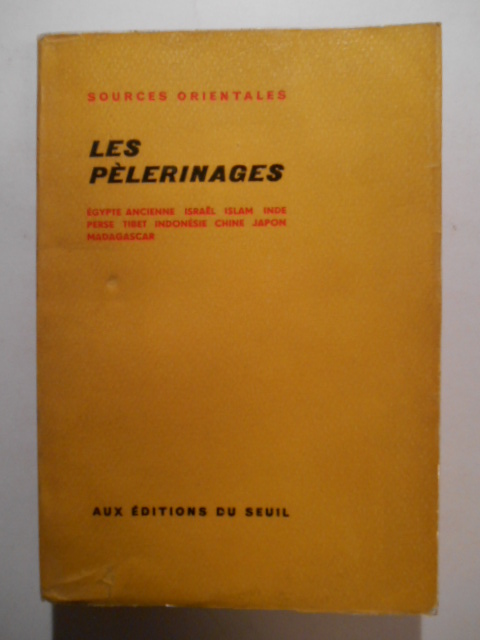 SOURCES ORIENTALES
LES
PÈLERINAGES
ÉGYPTE ANCIENNE ISRAËL ISLAM INDE
PERSE TIBET INDONÉSIE CHINE JAPON
MADAGASCAR
AUX ÉDITIONS DU SEUIL